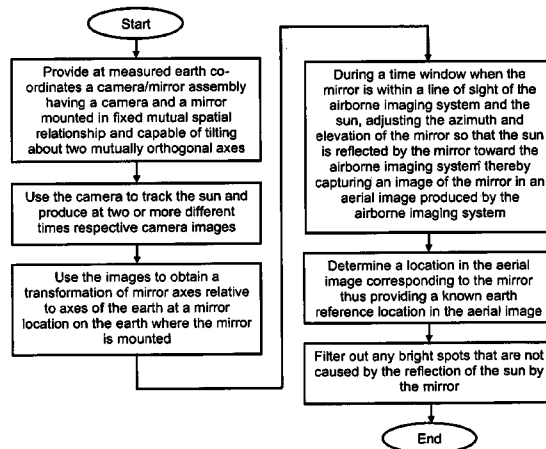 Start
Provide at measured earth co-
ordinates a camera/mirror assembly
having a camera and a mirror
mounted in fixed mutual spatial
relationship and capable of tilting
about two mutually orthogonal axes
Use the camera to track the sun and
produce at two or more different
times respective camera images
Use the images to obtain a
transformation of mirror axes relative
to axes of the earth at a mirror
location on the earth where the mirror
is mounted
During a time window when the
mirror is within a line of sight of the
airborne imaging system and the
sun, adjusting the azimuth and
elevation of the mirror so that the sun
is reflected by the mirror toward the
airborne imaging system thereby
capturing an image of the mirror in an
aerial image produced by the
airborne imaging system
Determine a location in the aerial
image corresponding to the mirror
thus providing a known earth
reference location in the aerial image
Filter out any bright spots that are not
caused by the reflection of the sun by
the mirror
End